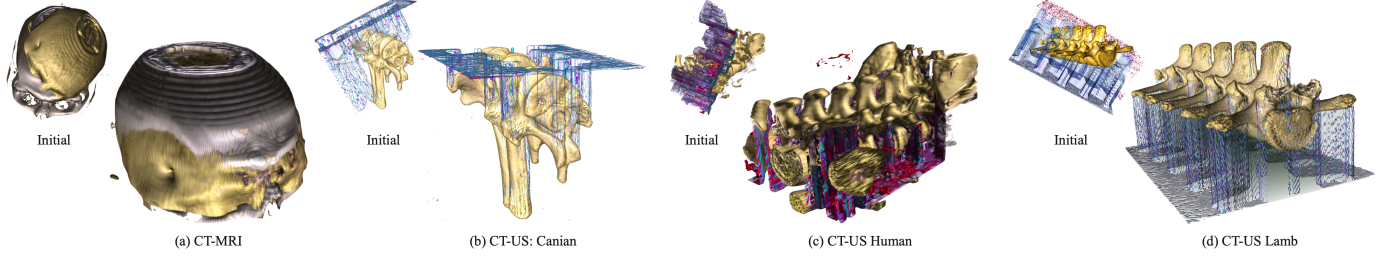 Initial
Initial
Initial
Initial
(a) CT-MRI
(b) CT-US: Canian
(c) CT-US Human
(d) CT-US Lamb